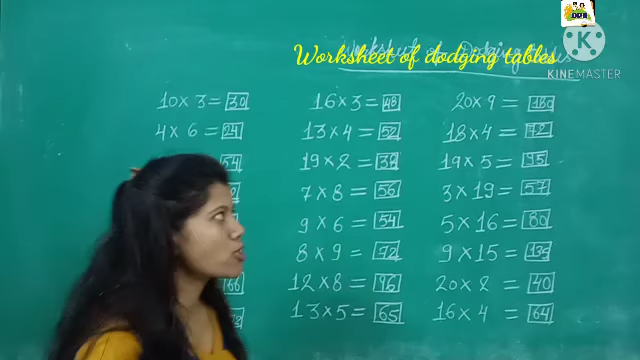 Worksheet of dodging tables
KINEMASTER
10 × 3 = 30 16 × 3 = 48 20 × 9 = 180
4 × 6 = 24 13 × 4 = 52 18 × 4 = 72
54 19 × 2 = 38 19 × 5 = 95
7 × 8 = 56 3 × 19 = 57
9 × 6 = 54 5 × 16 = 80
8 × 9 = 72 9 × 15 = 135
66 12 × 8 = 96 20 × 2 = 40
13 × 5 = 65 16 × 4 = 64